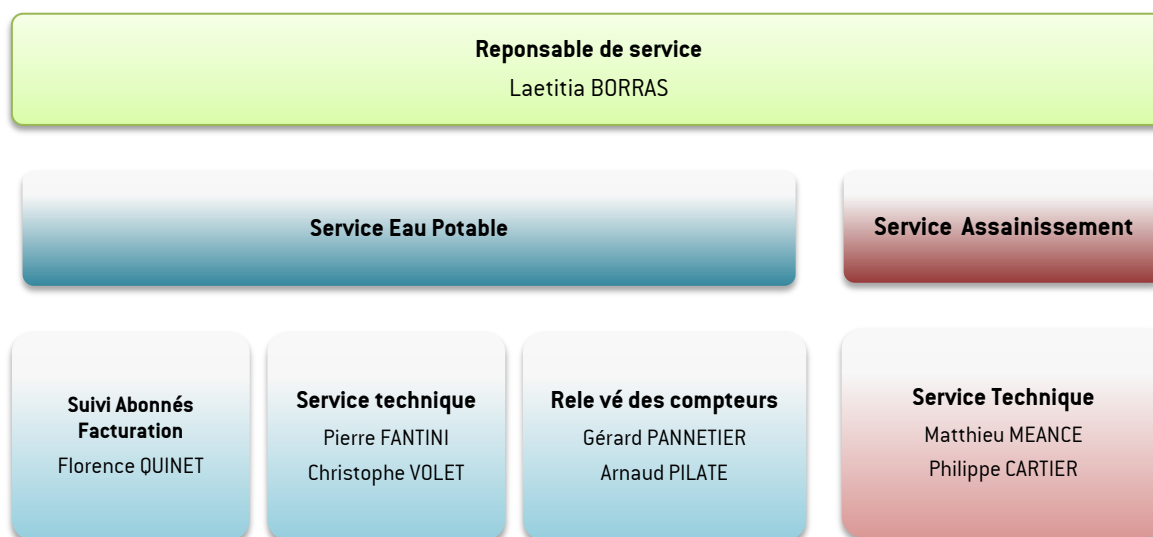 Reponsable de service
Laetitia BORRAS
Service Eau Potable
Service Assainissement
Suivi Abonnés
Facturation
Florence QUINET
Service technique
Pierre FANTINI
Christophe VOLET
Rele vé des compteurs
Gérard PANNETIER
Arnaud PILATE
Service Technique
Matthieu MEANCE
Philippe CARTIER